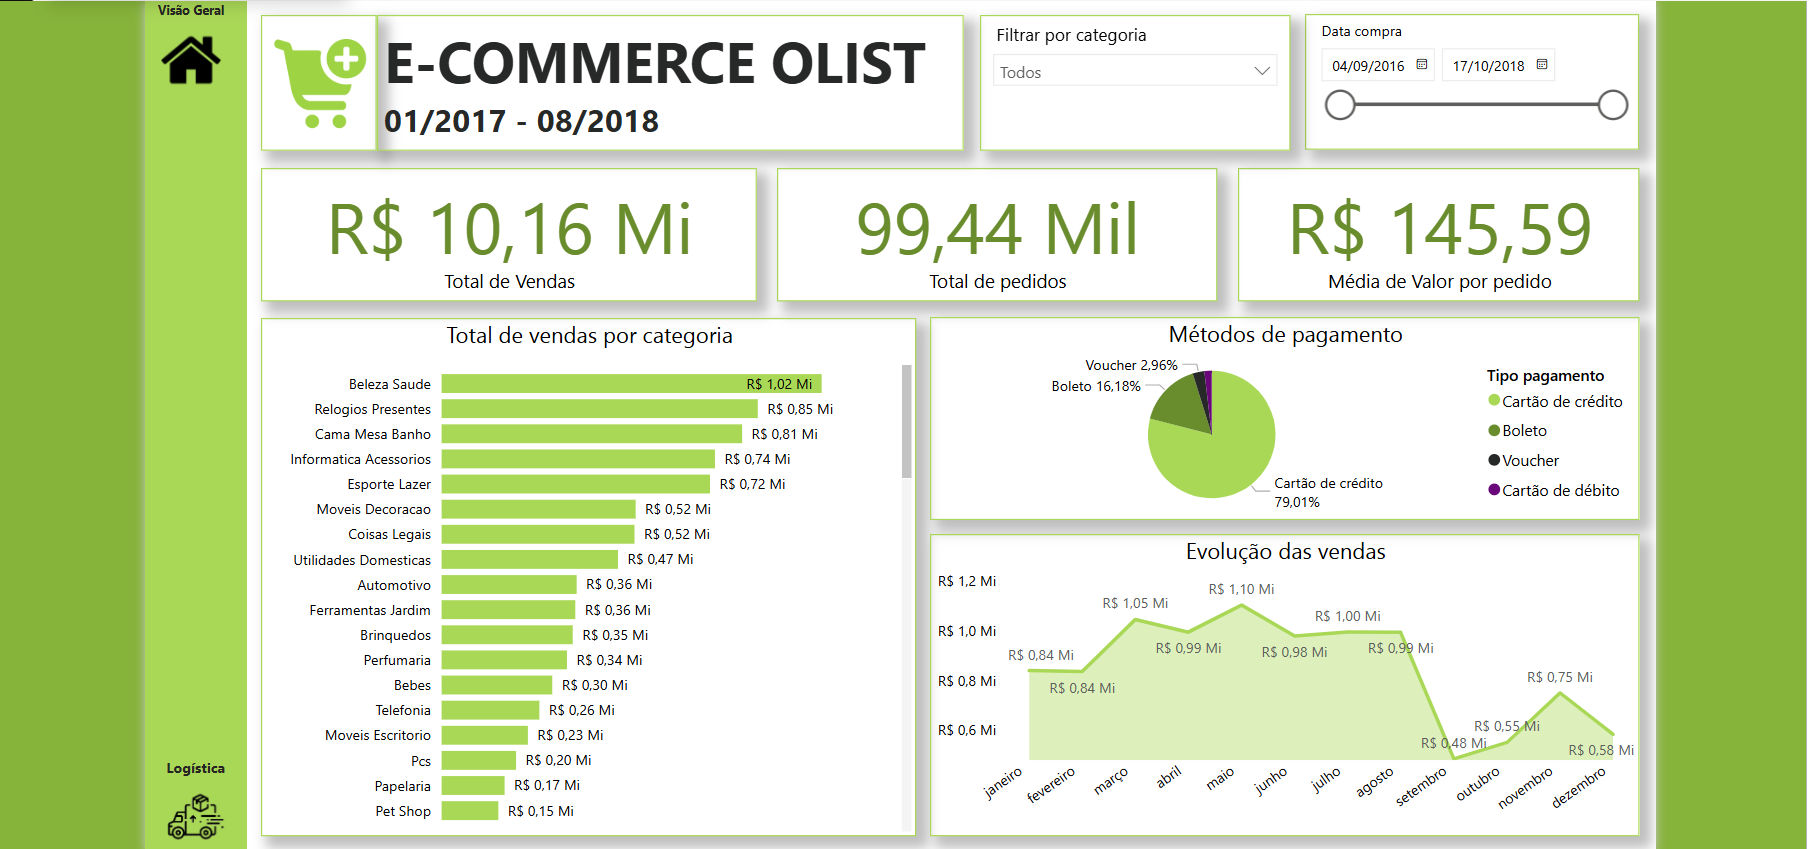 Visão Geral
E-COMMERCE OLIST
01/2017 - 08/2018
Filtrar por categoria
Todos
Data compra
04/09/2016
17/10/2018
R$ 10,16 Mi
Total de Vendas
99,44 Mil
Total de pedidos
R$ 145,59
Média de Valor por pedido
Total de vendas por categoria
Beleza Saude R$ 1,02 Mi
Relogios Presentes R$ 0,85 Mi
Cama Mesa Banho R$ 0,81 Mi
Informatica Acessorios R$ 0,74 Mi
Esporte Lazer R$ 0,72 Mi
Moveis Decoracao R$ 0,52 Mi
Coisas Legais R$ 0,52 Mi
Utilidades Domesticas R$ 0,47 Mi
Automotivo R$ 0,36 Mi
Ferramentas Jardim R$ 0,36 Mi
Brinquedos R$ 0,35 Mi
Perfumaria R$ 0,34 Mi
Bebes R$ 0,30 Mi
Telefonia R$ 0,26 Mi
Moveis Escritorio R$ 0,23 Mi
Pcs R$ 0,20 Mi
Papelaria R$ 0,17 Mi
Pet Shop R$ 0,15 Mi
Métodos de pagamento
Voucher 2,96%
Boleto 16,18%
Cartão de crédito
79,01%
Tipo pagamento
Cartão de crédito
Boleto
Voucher
Cartão de débito
Evolução das vendas
R$ 1,2 Mi
R$ 1,0 Mi
R$ 0,8 Mi
R$ 0,6 Mi
R$ 0,84 Mi
R$ 0,84 Mi
R$ 1,05 Mi
R$ 0,99 Mi
R$ 1,10 Mi
R$ 0,98 Mi
R$ 1,00 Mi
R$ 0,99 Mi
R$ 0,48 Mi
R$ 0,55 Mi
R$ 0,75 Mi
R$ 0,58 Mi
janeiro
fevereiro
março
abril
maio
junho
julho
agosto
setembro
outubro
novembro
dezembro
Logística